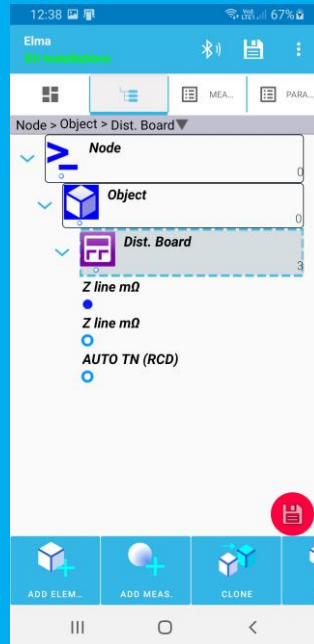 12:38 67%
Elma
EU installations
MEA...
PARA...
Node > Object > Dist. Board
Node
0
Object
0
Dist. Board
3
Z line mΩ
Z line mΩ
AUTO TN (RCD)
ADD ELEM...
ADD MEAS.
CLONE